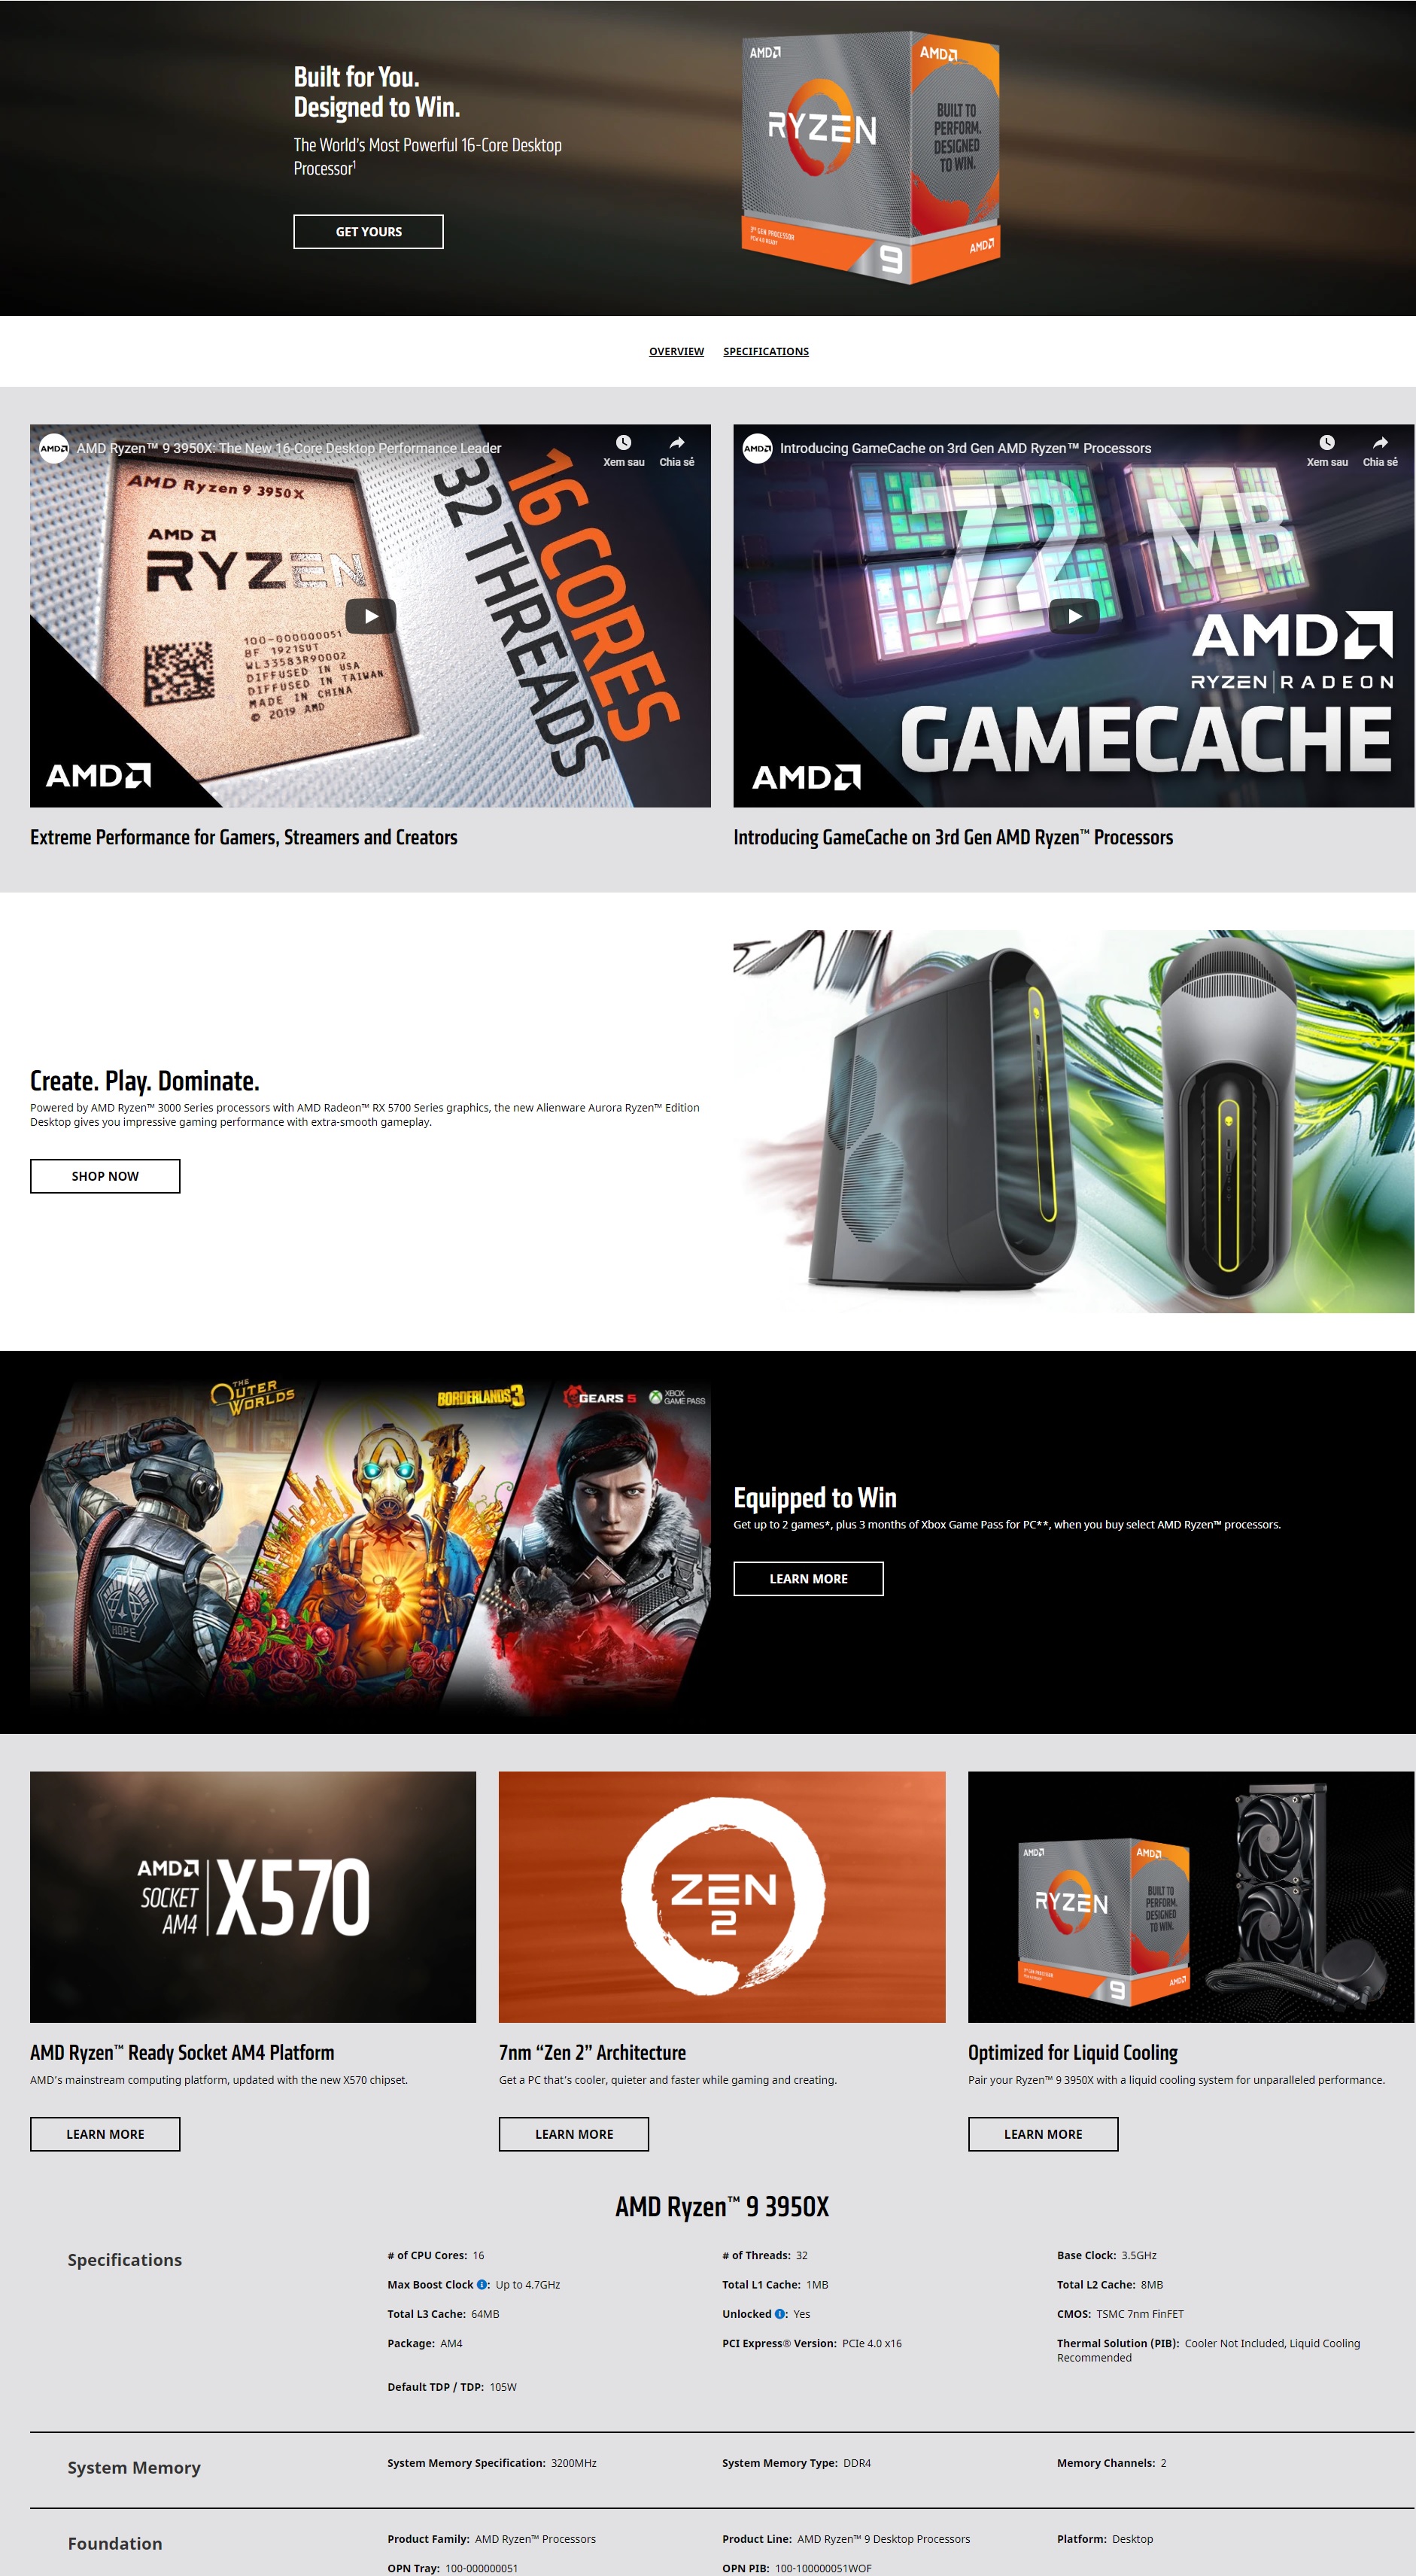 Built for You.
Designed to Win.
The World's Most Powerful 16-Core Desktop
Processor¹
GET YOURS
AMD
AMD
RYZEN
BUILT TO
PERFORM.
DESIGNED
TO WIN.
3rd GEN PROCESSOR
PCIe 4.0 READY
9
AMD
OVERVIEW SPECIFICATIONS
AMD
AMD Ryzen™ 9 3950X: The New 16-Core Desktop Performance Leader
Xem sau
Chia sẻ
AMD Ryzen 9 3950X
AMD
RYZEN
100-000000051
BF 1921SUT
WL33583R90002
DIFFUSED IN USA
DIFFUSED IN TAIWAN
MADE IN CHINA
© 2019 AMD
16 CORES
32 THREADS
AMD
AMD
Introducing GameCache on 3rd Gen AMD Ryzen™ Processors
Xem sau
Chia sẻ
72 MB
AMD
RYZEN | RADEON
GAMECACHE
AMD
Extreme Performance for Gamers, Streamers and Creators
Introducing GameCache on 3rd Gen AMD Ryzen™ Processors
Create. Play. Dominate.
Powered by AMD Ryzen™ 3000 Series processors with AMD Radeon™ RX 5700 Series graphics, the new Alienware Aurora Ryzen™ Edition
Desktop gives you impressive gaming performance with extra-smooth gameplay.
SHOP NOW
THE
OUTER
WORLDS
BORDERLANDS 3
GEARS 5
XBOX
GAME PASS
HOPE
Equipped to Win
Get up to 2 games*, plus 3 months of Xbox Game Pass for PC**, when you buy select AMD Ryzen™ processors.
LEARN MORE
AMD
SOCKET
AM4
X570
ZEN
2
AMD
AMD
RYZEN
BUILT TO
PERFORM.
DESIGNED
TO WIN.
9
AMD
AMD Ryzen™ Ready Socket AM4 Platform
AMD's mainstream computing platform, updated with the new X570 chipset.
LEARN MORE
7nm “Zen 2” Architecture
Get a PC that's cooler, quieter and faster while gaming and creating.
LEARN MORE
Optimized for Liquid Cooling
Pair your Ryzen™ 9 3950X with a liquid cooling system for unparalleled performance.
LEARN MORE
AMD Ryzen™ 9 3950X
Specifications
# of CPU Cores: 16
# of Threads: 32
Base Clock: 3.5GHz
Max Boost Clock : Up to 4.7GHz
Total L1 Cache: 1MB
Total L2 Cache: 8MB
Total L3 Cache: 64MB
Unlocked : Yes
CMOS: TSMC 7nm FinFET
Package: AM4
PCI Express® Version: PCIe 4.0 x16
Thermal Solution (PIB): Cooler Not Included, Liquid Cooling
Recommended
Default TDP / TDP: 105W
System Memory
System Memory Specification: 3200MHz
System Memory Type: DDR4
Memory Channels: 2
Foundation
Product Family: AMD Ryzen™ Processors
Product Line: AMD Ryzen™ 9 Desktop Processors
Platform: Desktop
OPN Tray: 100-000000051
OPN PIB: 100-100000051WOF